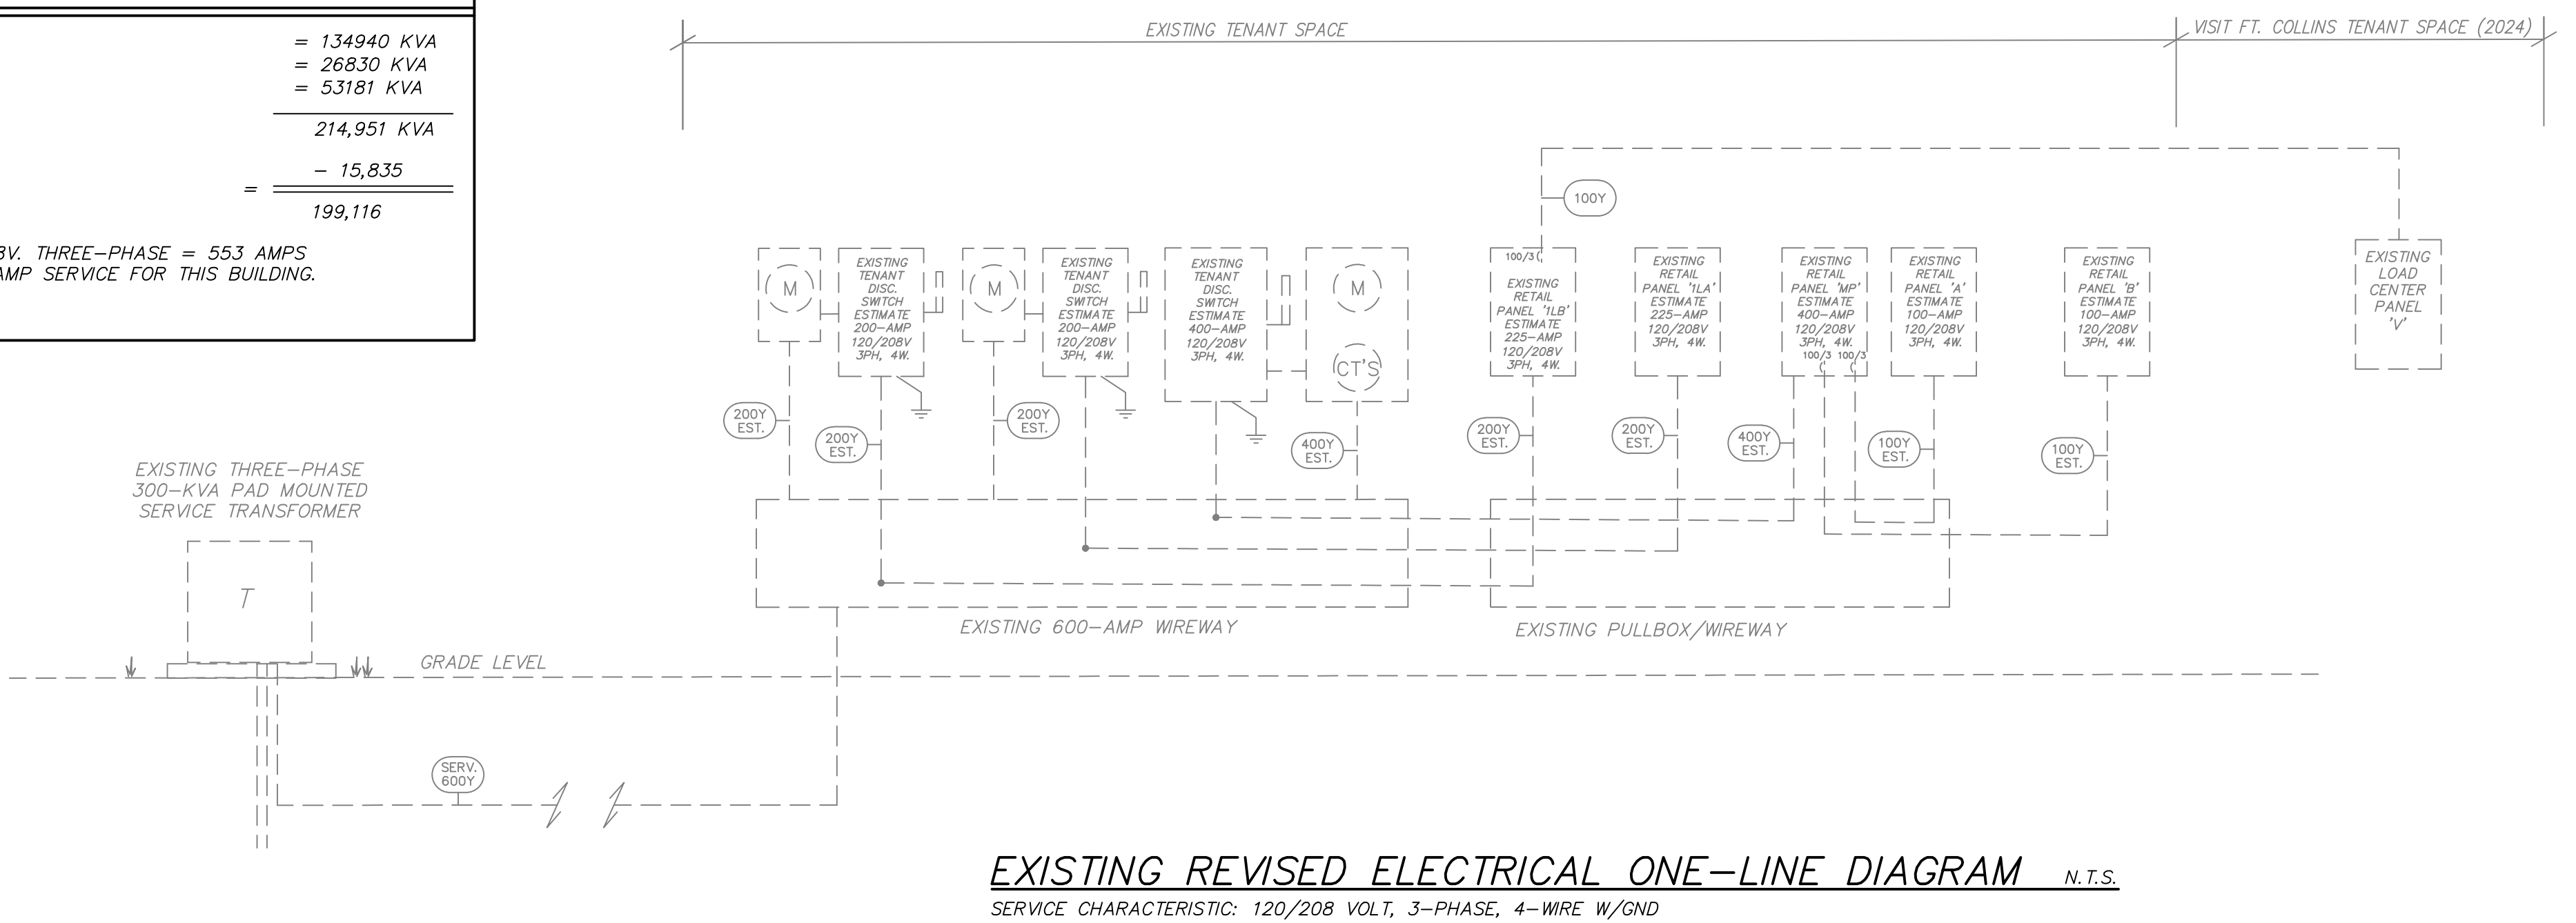 = 134940 KVA
= 26830 KVA
= 53181 KVA
214,951 KVA
- 15,835
=
199,116
BV. THREE-PHASE = 553 AMPS
AMP SERVICE FOR THIS BUILDING.
EXISTING TENANT SPACE
VISIT FT. COLLINS TENANT SPACE (2024)
100Y
M
EXISTING
TENANT
DISC.
SWITCH
ESTIMATE
200-AMP
120/208V
3PH, 4W.
M
EXISTING
TENANT
DISC.
SWITCH
ESTIMATE
200-AMP
120/208V
3PH, 4W.
EXISTING
TENANT
DISC.
SWITCH
ESTIMATE
400-AMP
120/208V
3PH, 4W.
M
CT'S
100/3
EXISTING
RETAIL
PANEL '1LB'
ESTIMATE
225-AMP
120/208V
3PH, 4W.
EXISTING
RETAIL
PANEL '1LA'
ESTIMATE
225-AMP
120/208V
3PH, 4W.
EXISTING
RETAIL
PANEL 'MP'
ESTIMATE
400-AMP
120/208V
3PH, 4W.
100/3 100/3
EXISTING
RETAIL
PANEL 'A'
ESTIMATE
100-AMP
120/208V
3PH, 4W.
EXISTING
RETAIL
PANEL 'B'
ESTIMATE
100-AMP
120/208V
3PH, 4W.
EXISTING
LOAD
CENTER
PANEL
'V'
200Y
EST.
200Y
EST.
200Y
EST.
400Y
EST.
200Y
EST.
200Y
EST.
400Y
EST.
100Y
EST.
100Y
EST.
EXISTING THREE-PHASE
300-KVA PAD MOUNTED
SERVICE TRANSFORMER
T
EXISTING 600-AMP WIREWAY
EXISTING PULLBOX/WIREWAY
GRADE LEVEL
SERV.
600Y
EXISTING REVISED ELECTRICAL ONE-LINE DIAGRAM N.T.S.
SERVICE CHARACTERISTIC: 120/208 VOLT, 3-PHASE, 4-WIRE W/GND